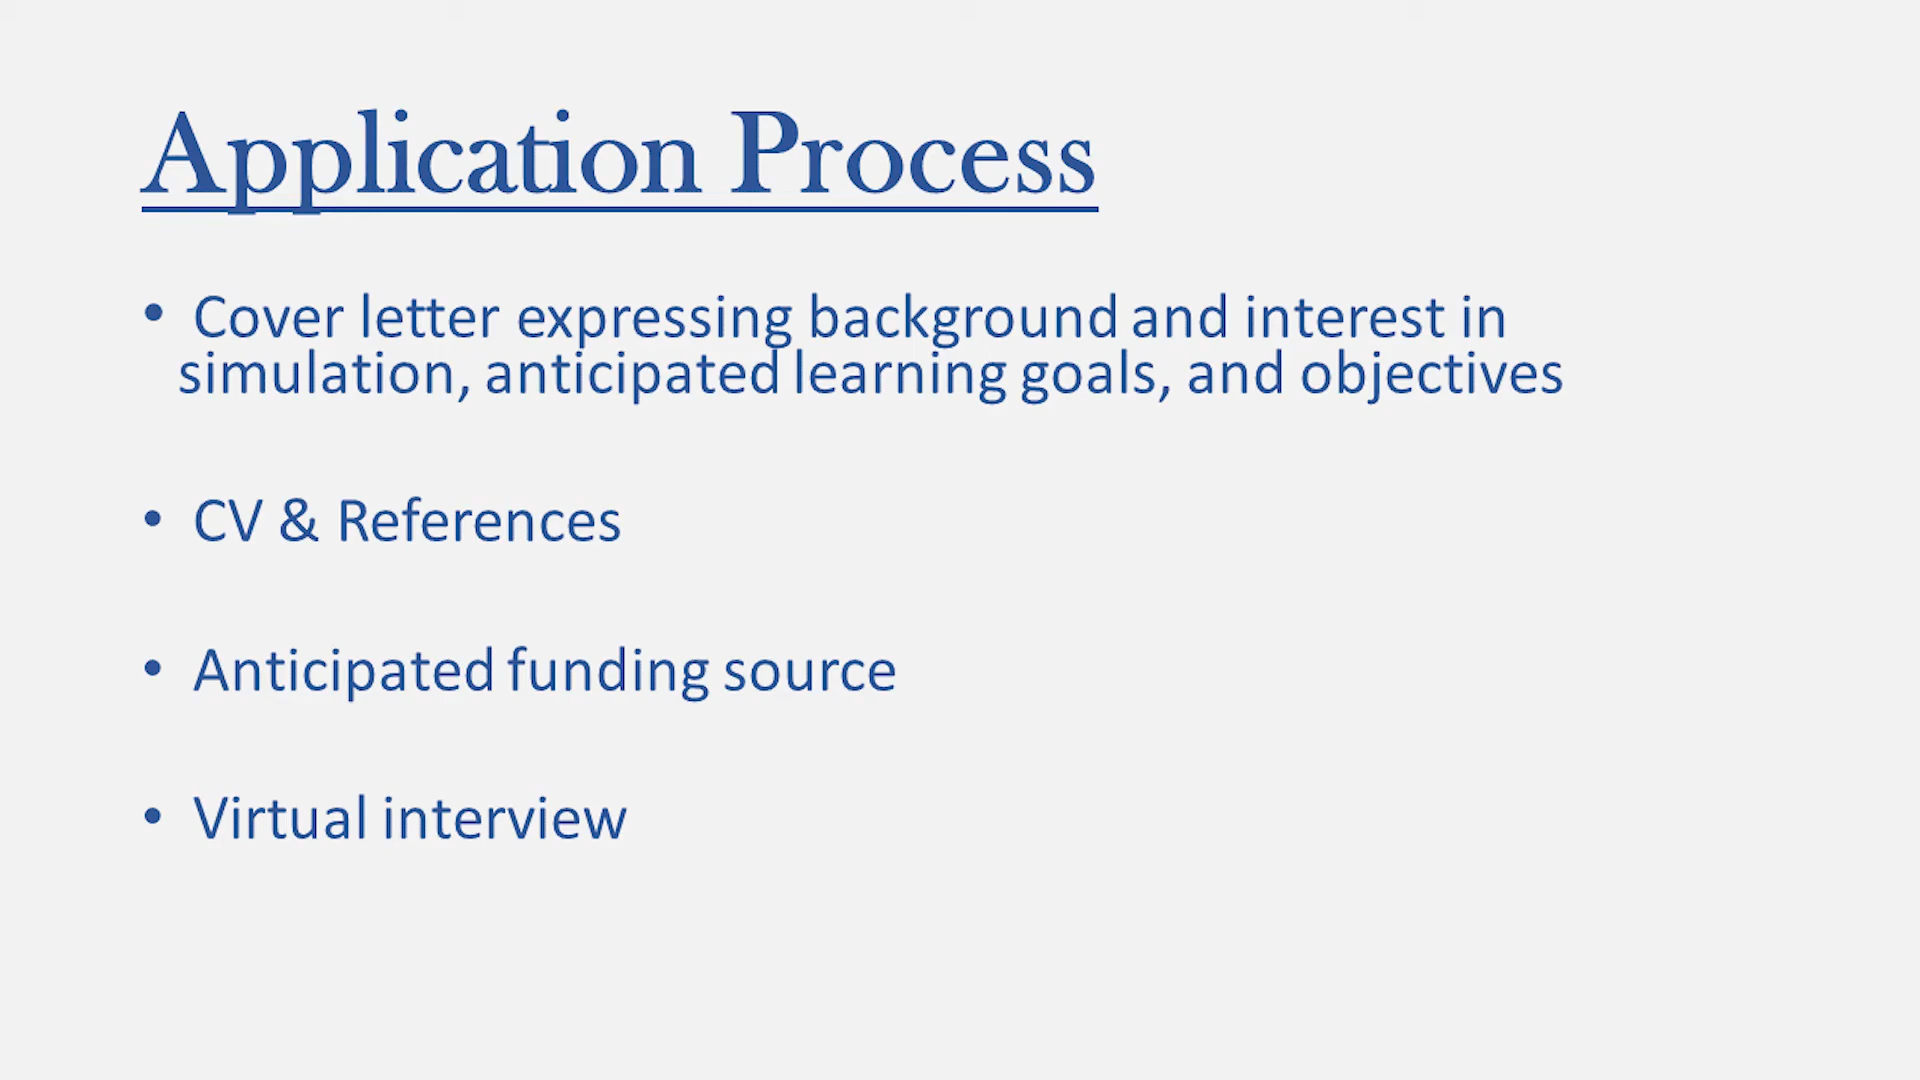 Application Process
• Cover letter expressing background and interest in
simulation, anticipated learning goals, and objectives
• CV & References
• Anticipated funding source
• Virtual interview